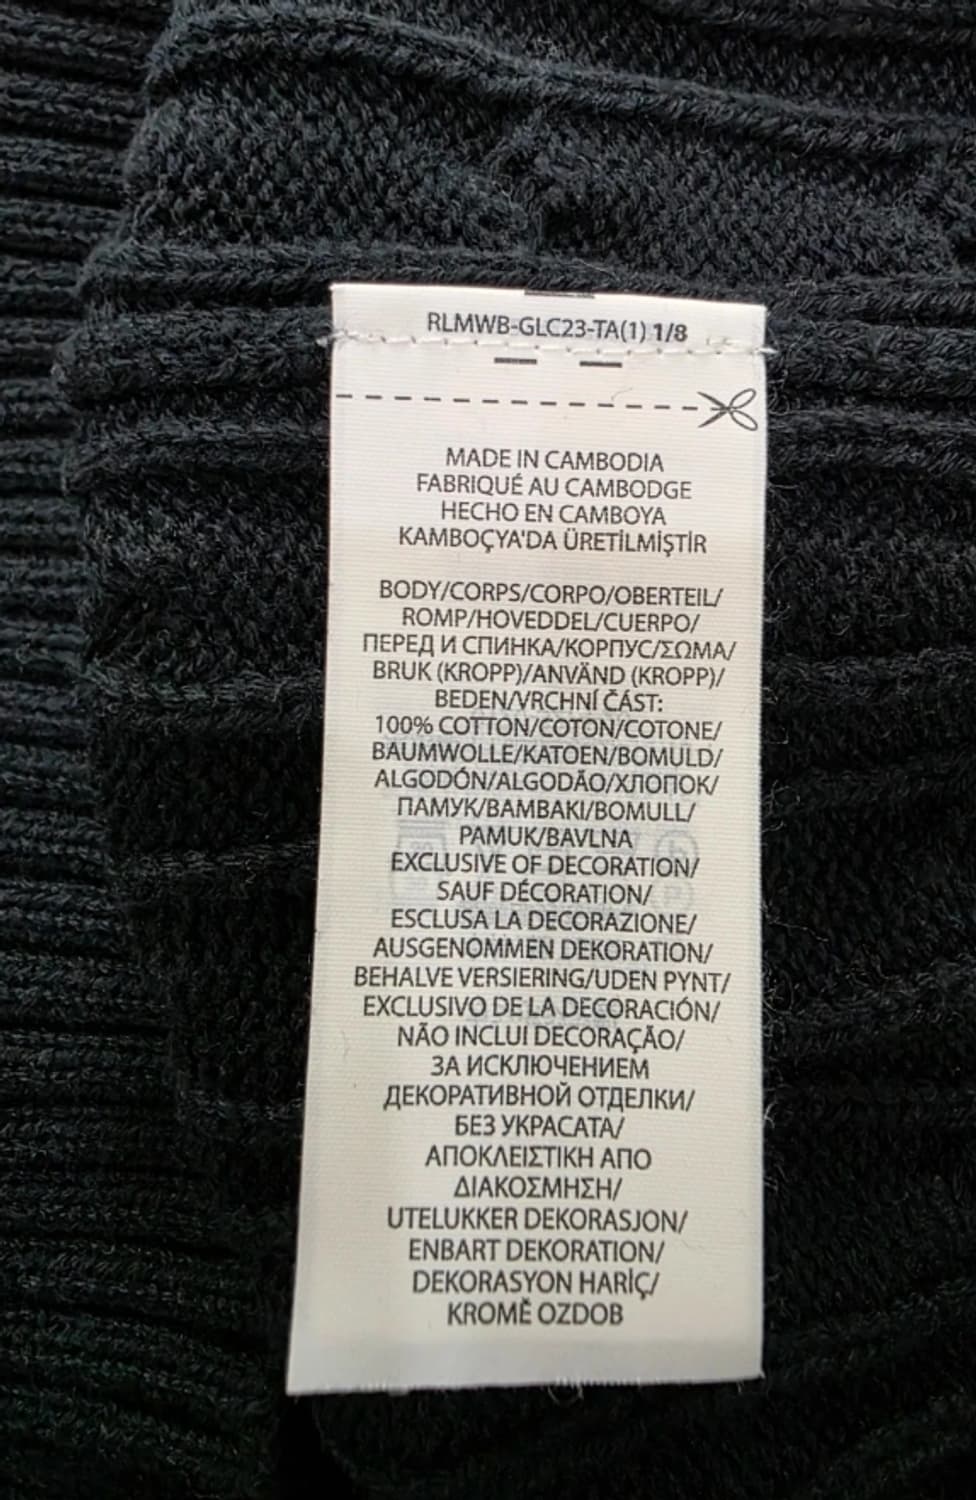 RLMWB-GLC23-TA(1) 1/8
MADE IN CAMBODIA
FABRIQUÉ AU CAMBODGE
HECHO EN CAMBOYA
KAMBOÇYA'DA ÜRETİLMİŞTİR
BODY/CORPS/CORPO/OBERTEIL/
ROMP/HOVEDDEL/CUERPO/
ПЕРЕД И СПИНКА/КОРПУС/ΣΩΜΑ/
BRUK (KROPP)/ANVÄND (KROPP)/
BEDEN/VRCHNÍ ČÁST:
100% COTTON/COTON/COTONE/
BAUMWOLLE/KATOEN/BOMULD/
ALGODÓN/ALGODÃO/ХЛОПОК/
ПАМУК/ΒΑΜΒΑΚΙ/BOMULL/
PAMUK/BAVLNA
EXCLUSIVE OF DECORATION/
SAUF DÉCORATION/
ESCLUSA LA DECORAZIONE/
AUSGENOMMEN DEKORATION/
BEHALVE VERSIERING/UDEN PYNT/
EXCLUSIVO DE LA DECORACIÓN/
NÃO INCLUI DECORAÇÃO/
ЗА ИСКЛЮЧЕНИЕМ
ДЕКОРАТИВНОЙ ОТДЕЛКИ/
БЕЗ УКРАСАТА/
ΑΠΟΚΛΕΙΣΤΙΚΗ ΑΠΟ
ΔΙΑΚΟΣΜΗΣΗ/
UTELUKKER DEKORASJON/
ENBART DEKORATION/
DEKORASYON HARİÇ/
KROMĚ OZDOB